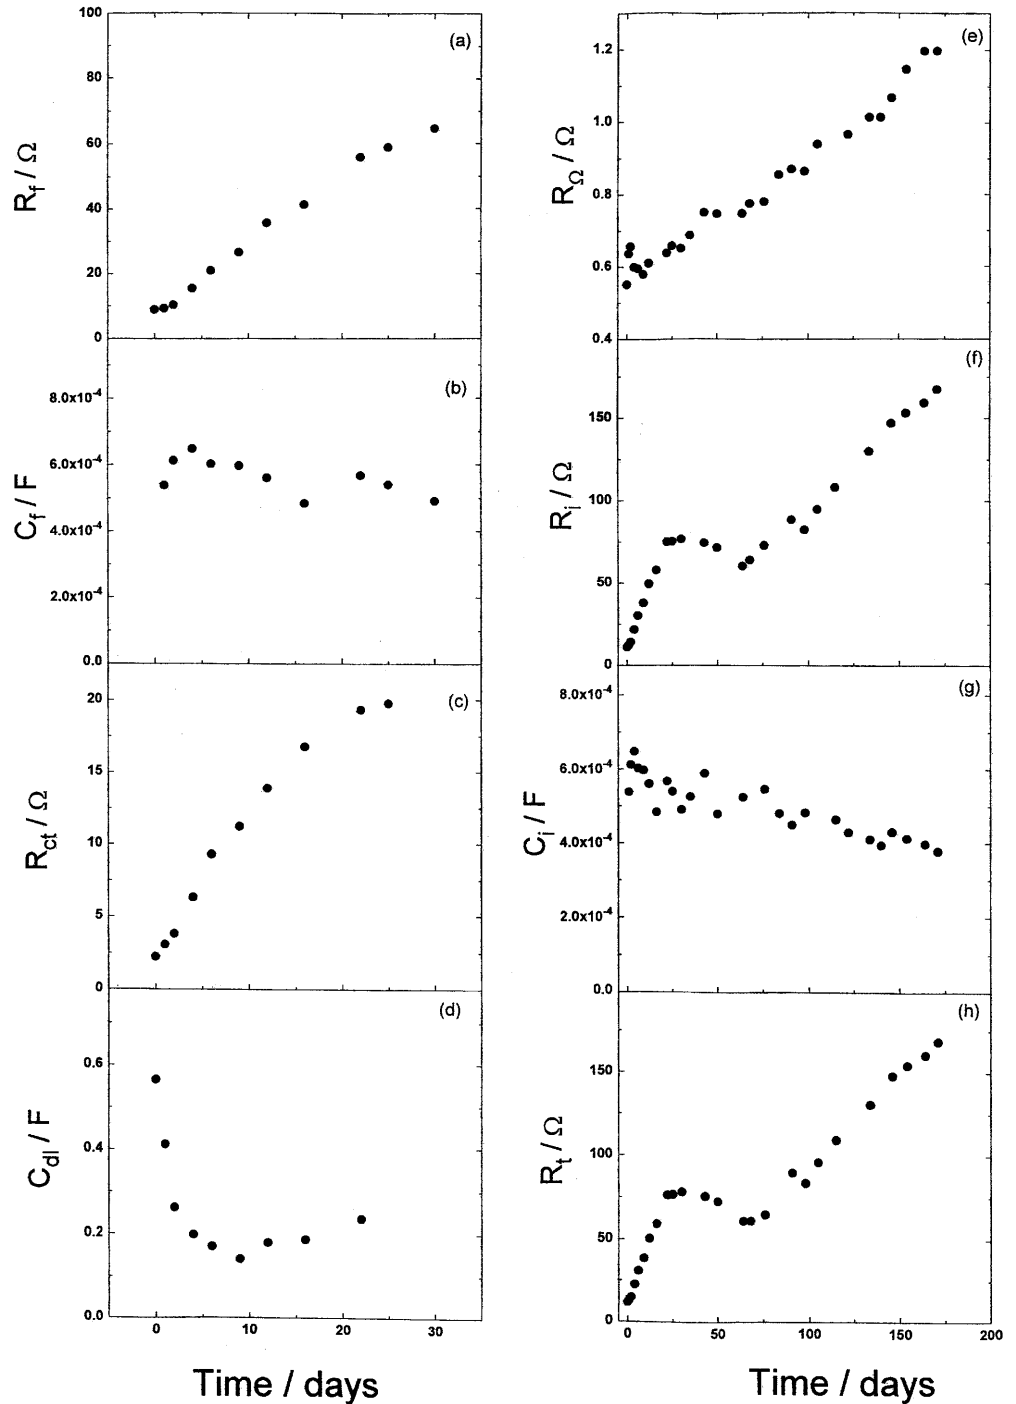 (a)
100
80
60
40
20
0
R_f / Ω
(b)
8.0x10⁻⁴
6.0x10⁻⁴
4.0x10⁻⁴
2.0x10⁻⁴
0.0
C_f / F
(c)
20
15
10
5
0
R_ct / Ω
(d)
0.6
0.4
0.2
0.0
C_dl / F
0 10 20 30
Time / days
(e)
1.2
1.0
0.8
0.6
0.4
R_Ω / Ω
(f)
150
100
50
0
R_i / Ω
(g)
8.0x10⁻⁴
6.0x10⁻⁴
4.0x10⁻⁴
2.0x10⁻⁴
0.0
C_i / F
(h)
150
100
50
0
R_t / Ω
0 50 100 150 200
Time / days